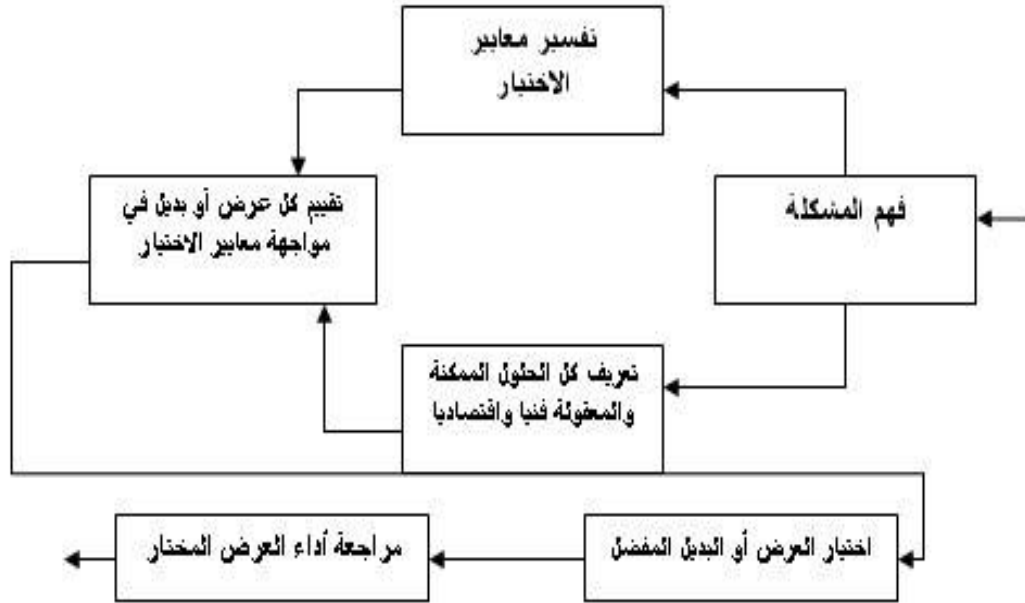 تفسير معايير
الاختيار
فهم المشكلة
تقييم كل عرض أو بديل في
مواجهة معايير الاختيار
تعريف كل الحلول الممكنة
والمعقولة فنيا واقتصاديا
اختيار العرض أو البديل المفضل
مراجعة أداء العرض المختار